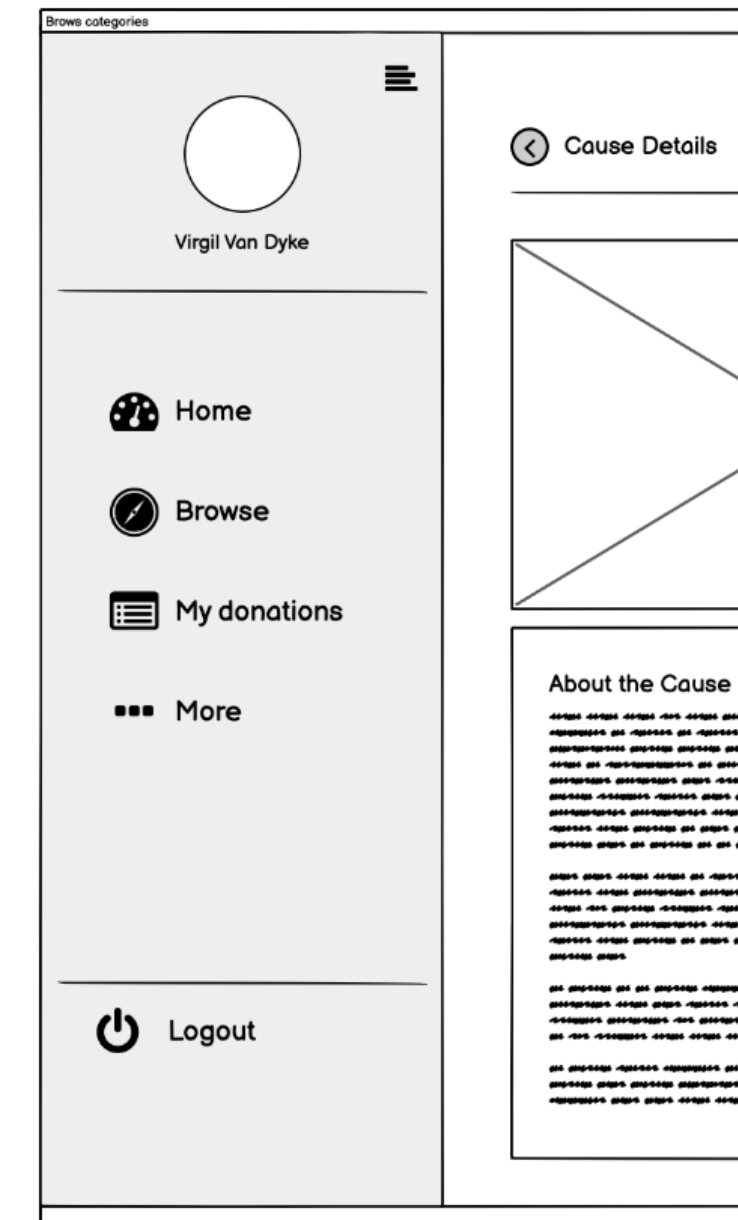 Brows categories
Virgil Van Dyke
Home
Browse
My donations
More
Logout
Cause Details
About the Cause